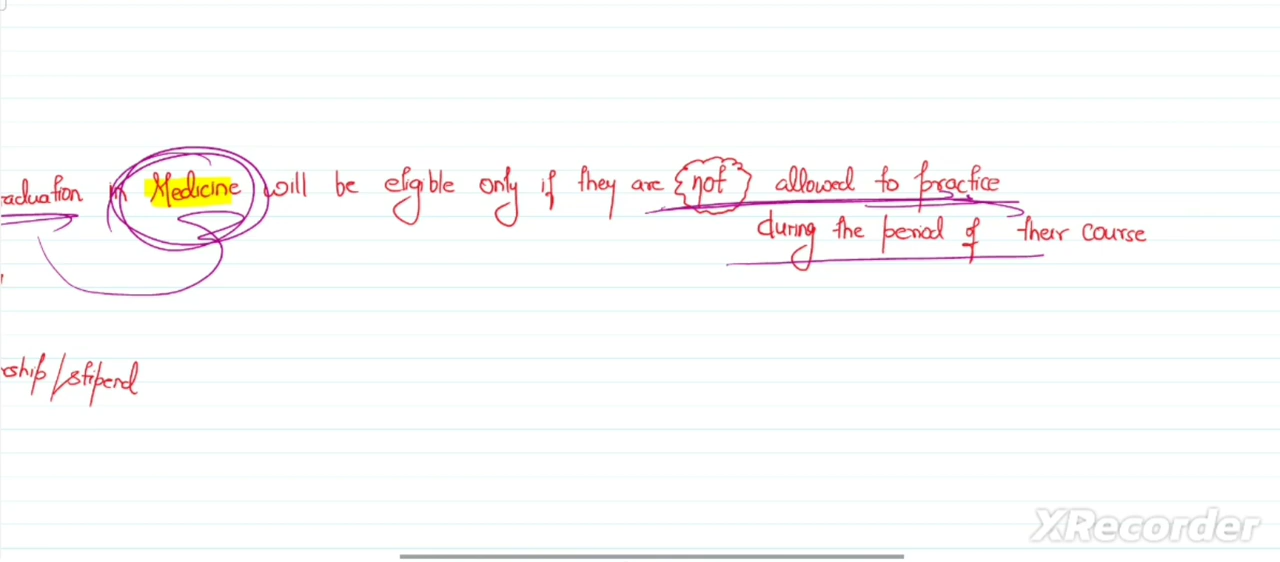 raduation in Medicine will be eligible only if they are {not} allowed to practice
during the period of their course
rship/stipend
XRecorder